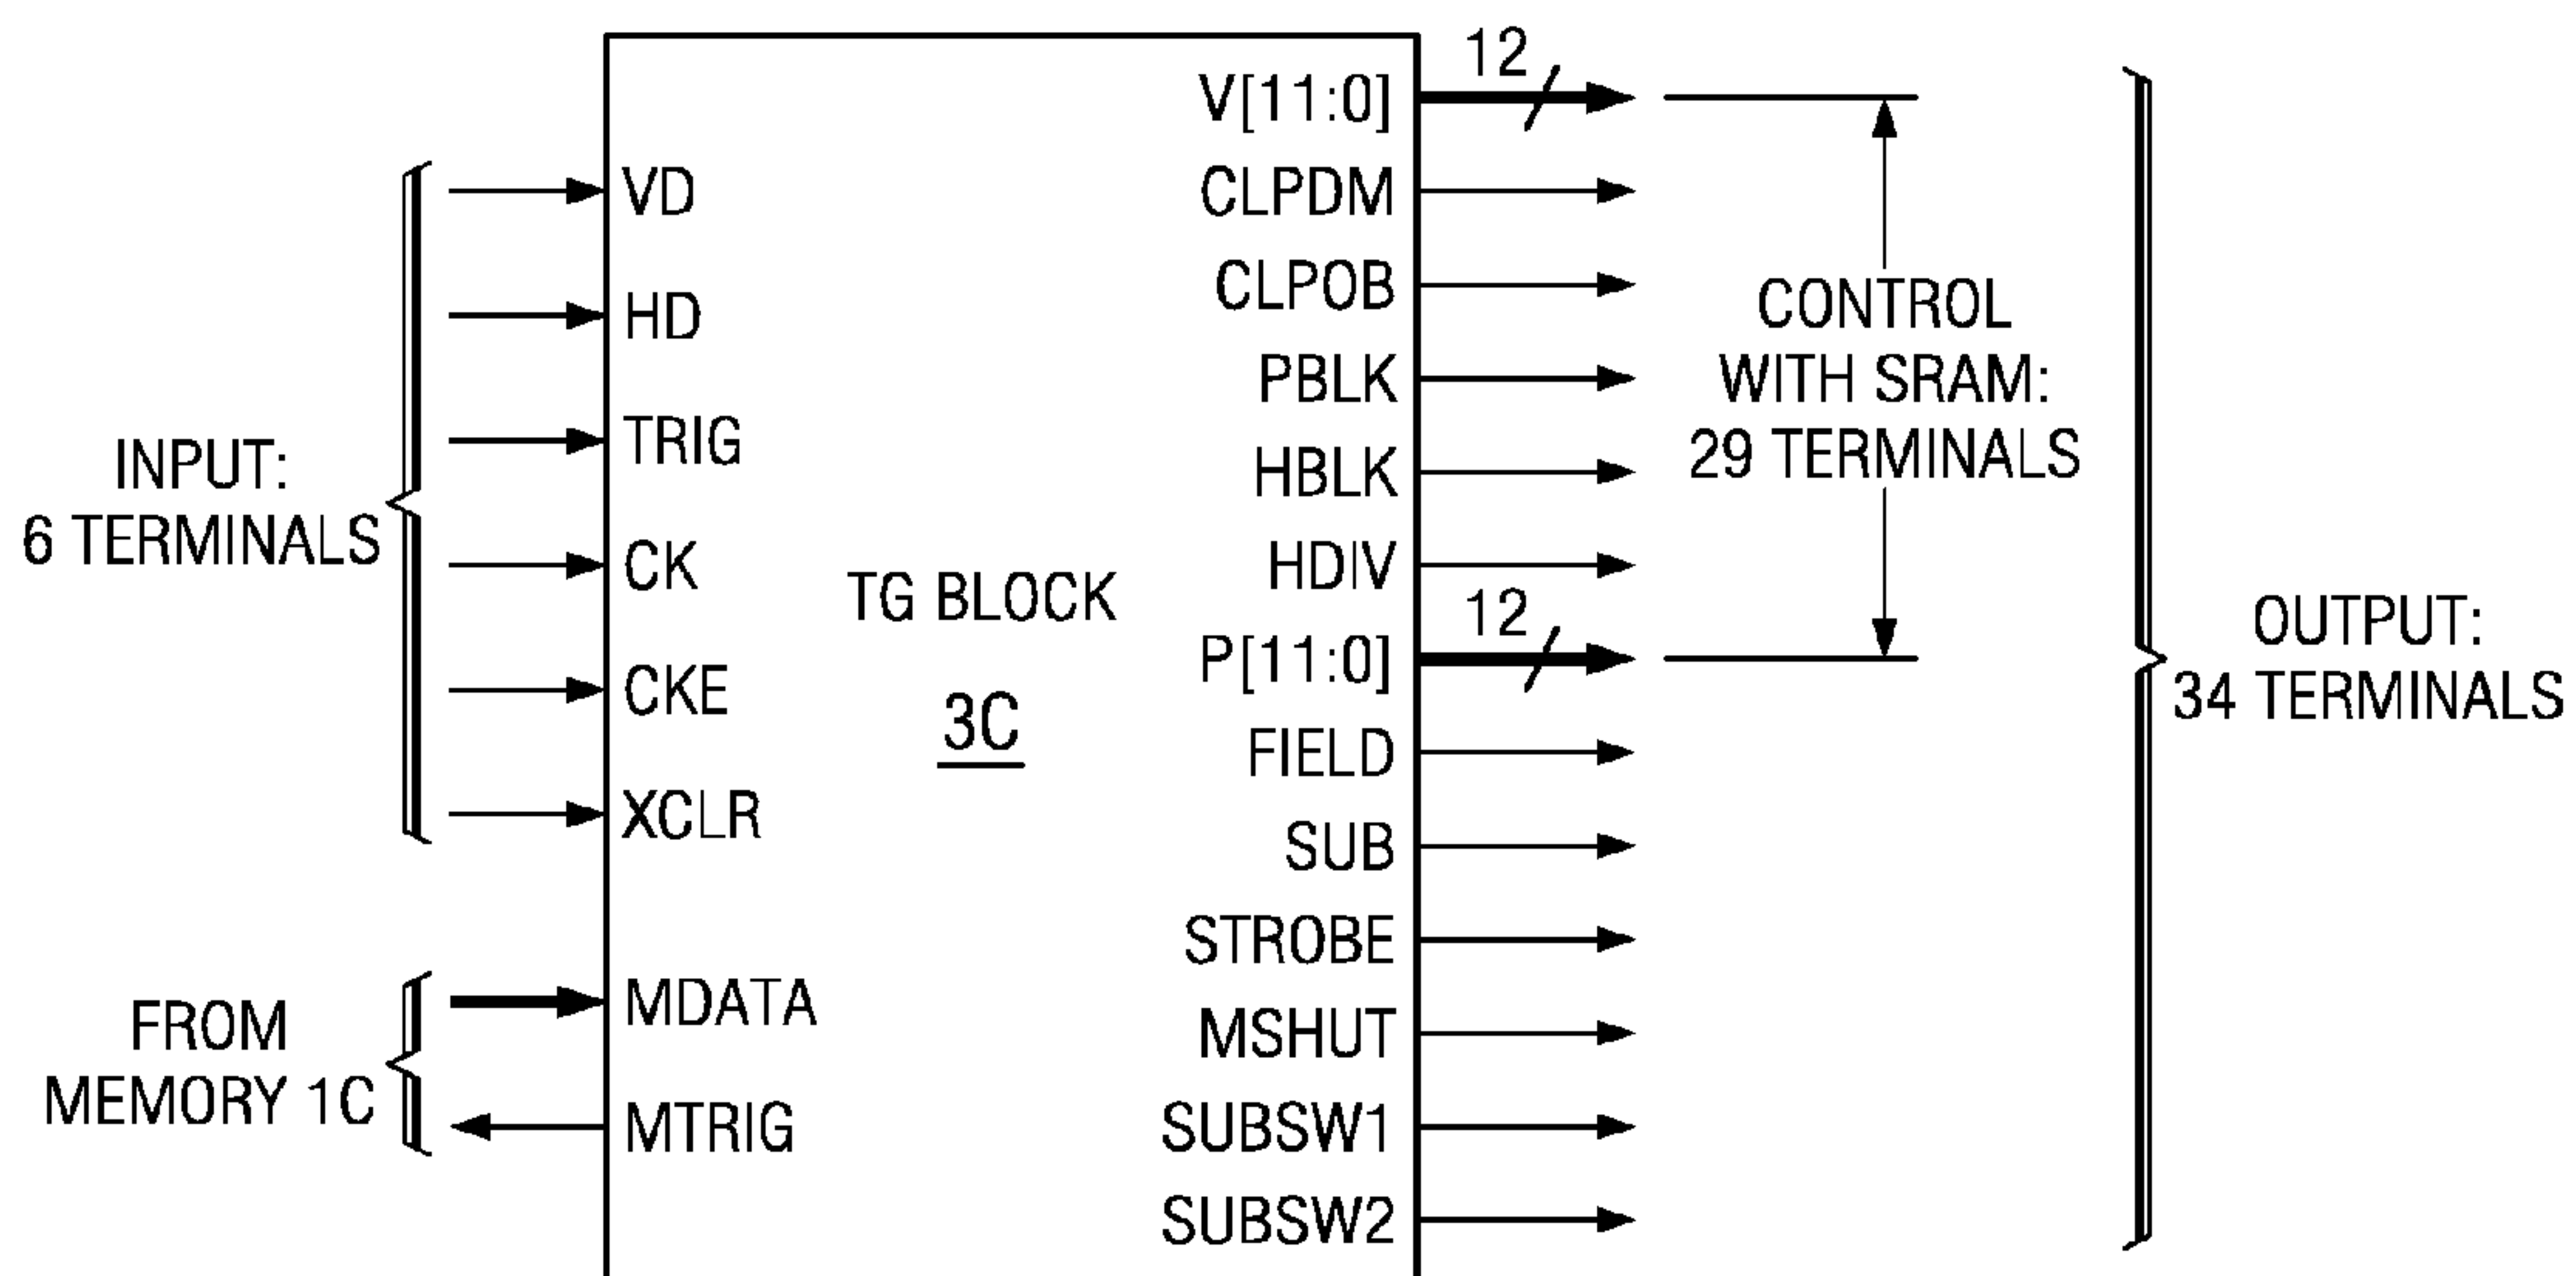 INPUT:
6 TERMINALS
VD
HD
TRIG
CK
CKE
XCLR
FROM
MEMORY 1C
MDATA
MTRIG
TG BLOCK
3C
V[11:0]
12
CLPDM
CLPOB
PBLK
HBLK
HDIV
P[11:0]
12
FIELD
SUB
STROBE
MSHUT
SUBSW1
SUBSW2
CONTROL
WITH SRAM:
29 TERMINALS
OUTPUT:
34 TERMINALS